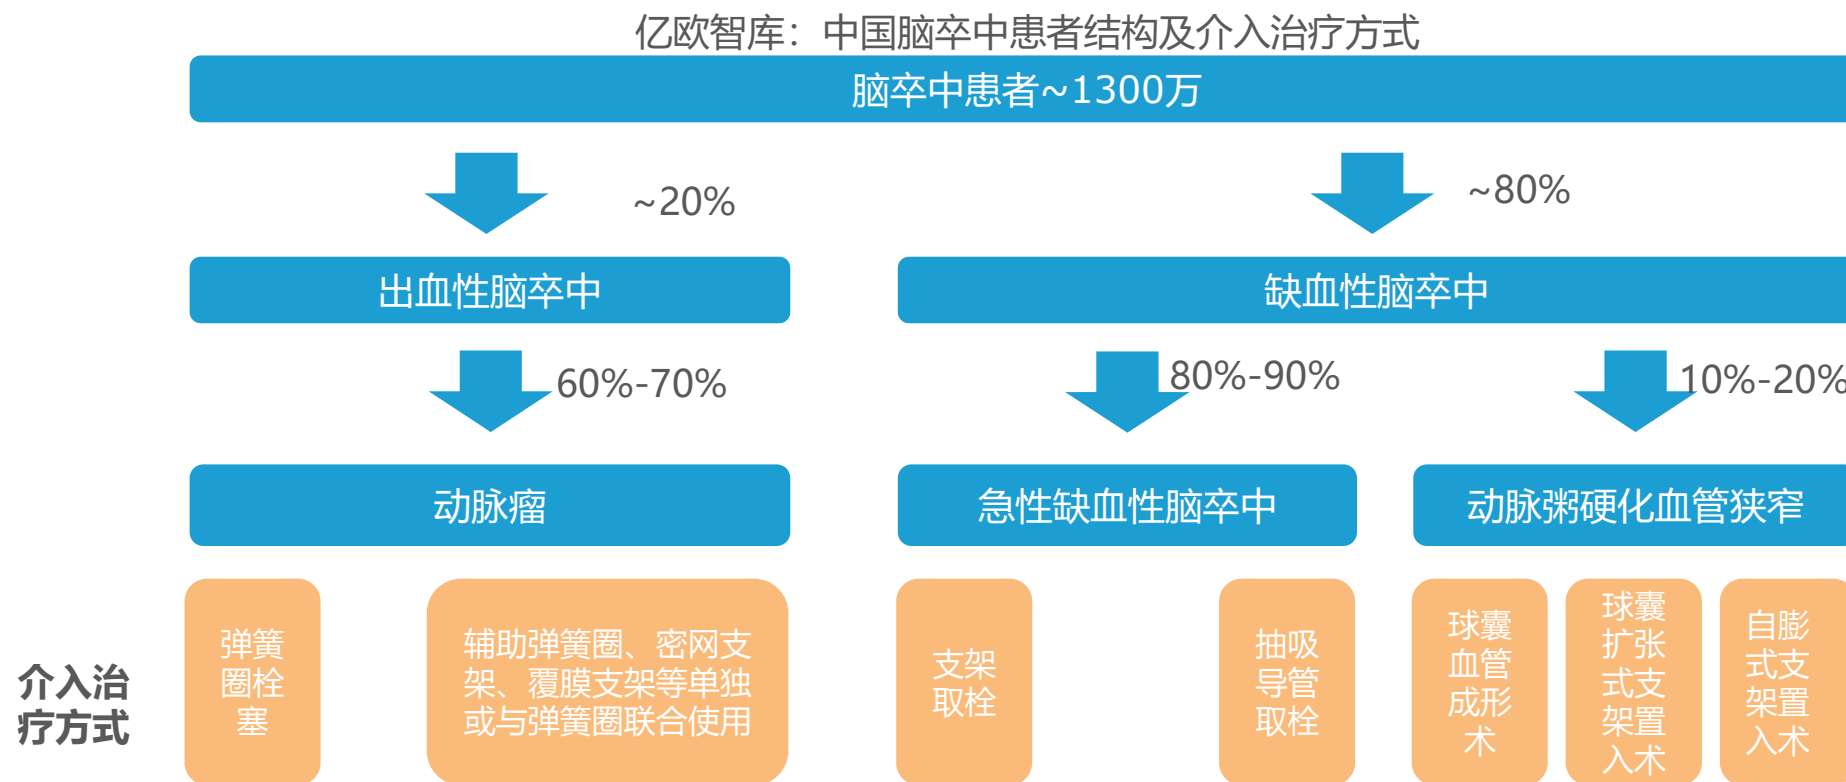 亿欧智库：中国脑卒中患者结构及介入治疗方式
脑卒中患者~1300万
~20%
~80%
出血性脑卒中
缺血性脑卒中
60%-70%
80%-90%
10%-20%
动脉瘤
急性缺血性脑卒中
动脉粥硬化血管狭窄
介入治
疗方式
弹簧
圈栓
塞
辅助弹簧圈、密网支
架、覆膜支架等单独
或与弹簧圈联合使用
支架
取栓
抽吸
导管
取栓
球囊
血管
成形
术
球囊
扩张
式支
架置
入术
自膨
式支
架置
入术